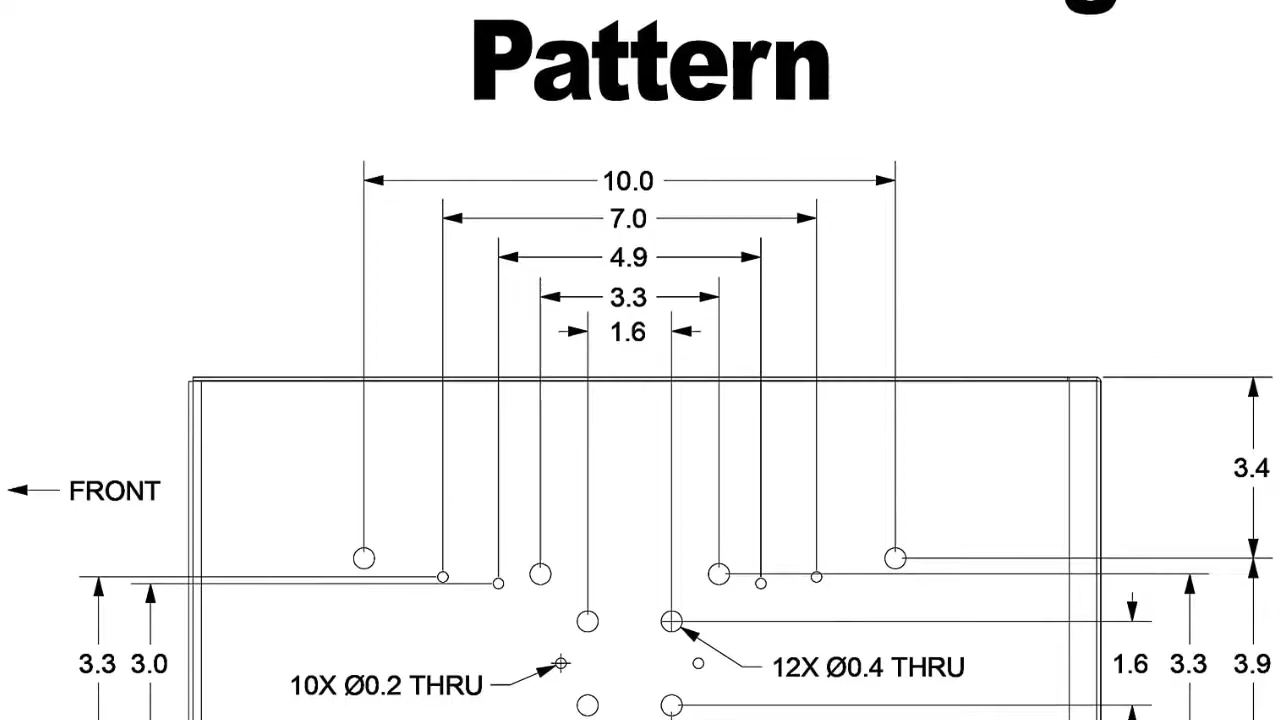 Pattern
10.0
7.0
4.9
3.3
1.6
3.4
FRONT
3.3 3.0
10X Ø0.2 THRU
12X Ø0.4 THRU
1.6 3.3 3.9